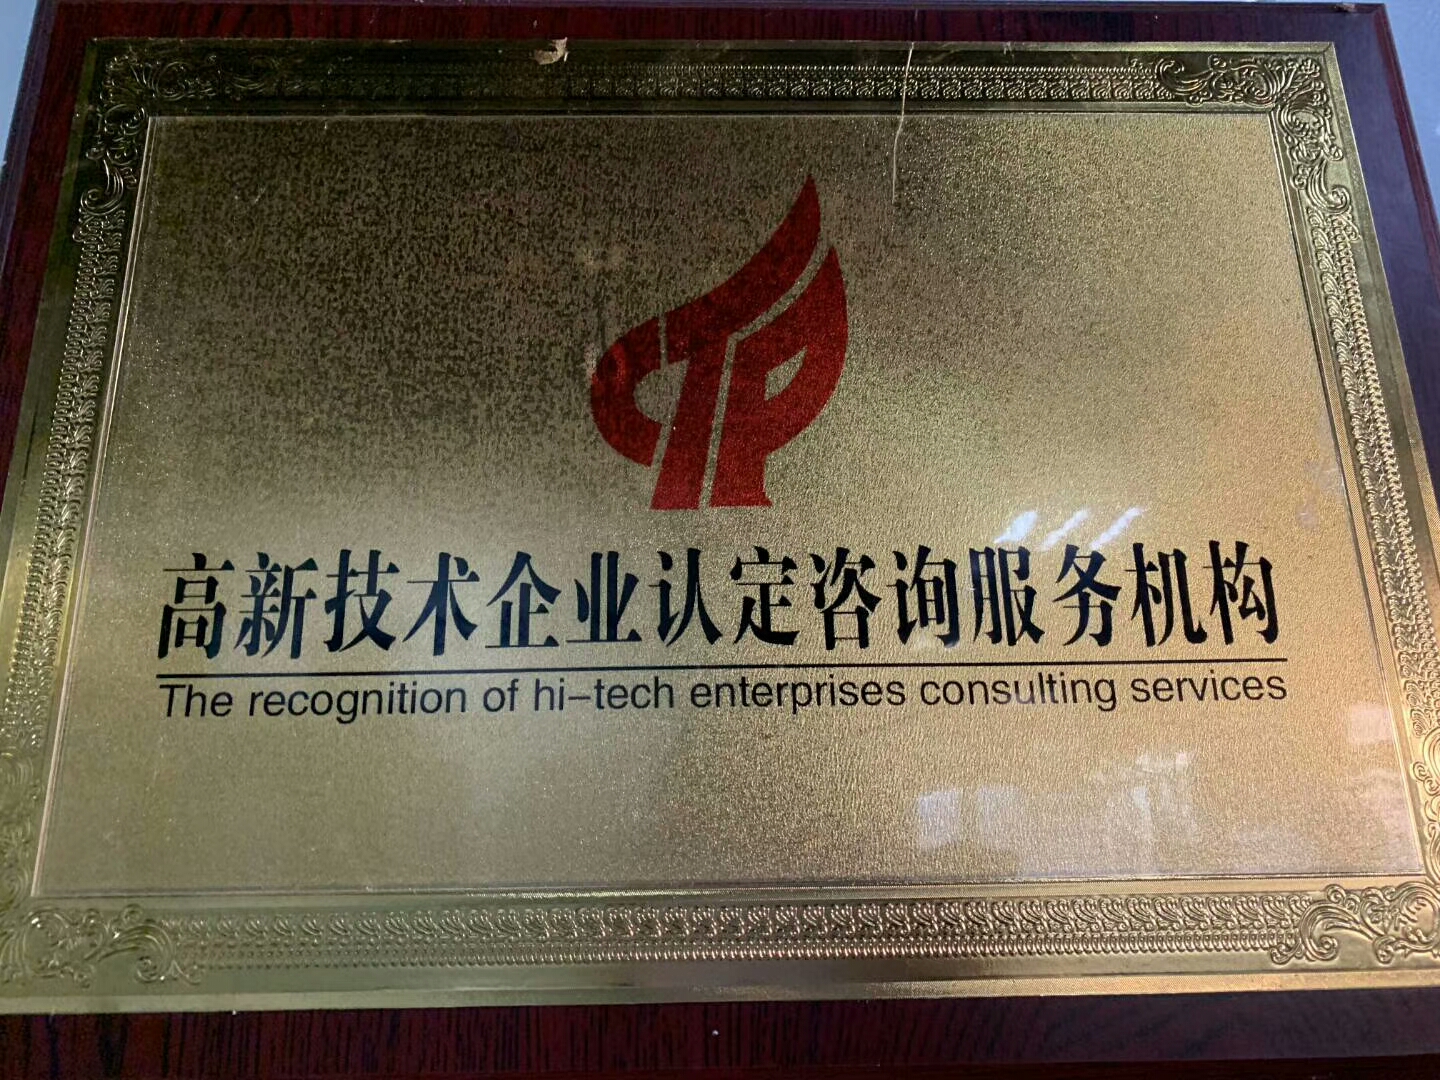 CTP
高新技术企业认定咨询服务机构
The recognition of hi-tech enterprises consulting services